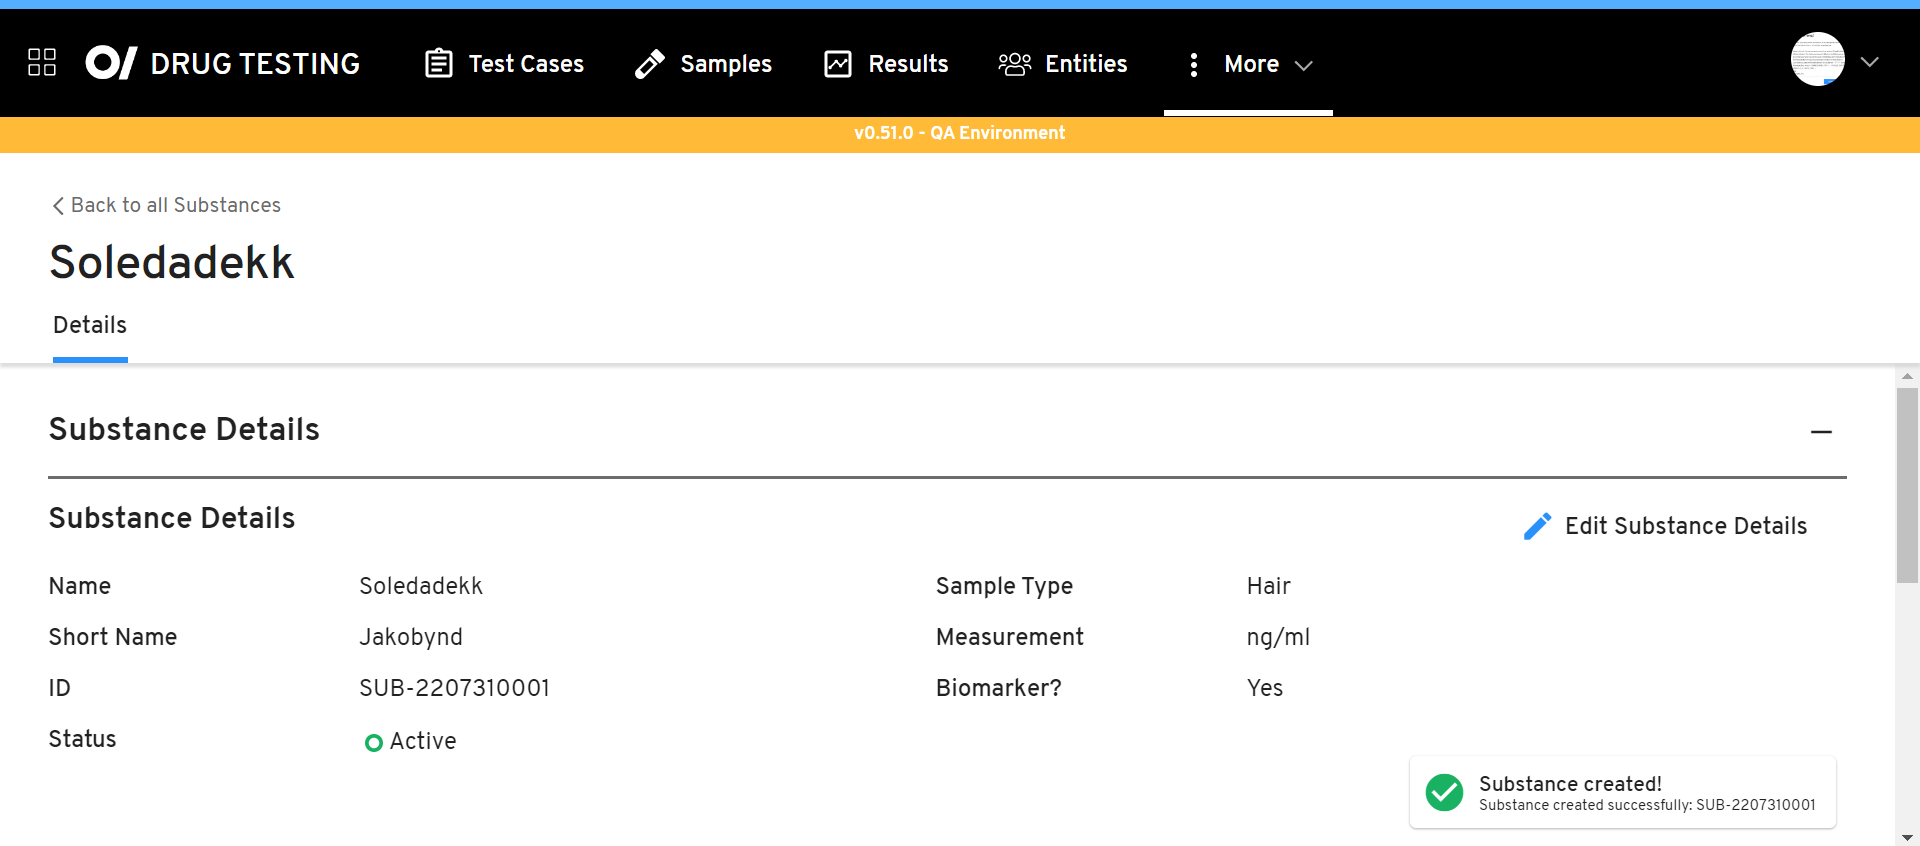 DRUG TESTING
Test Cases
Samples
Results
Entities
More
v0.51.0 - QA Environment
Back to all Substances
Soledadekk
Details
Substance Details
Substance Details
Edit Substance Details
Name Soledadekk Sample Type Hair
Short Name Jakobynd Measurement ng/ml
ID SUB-2207310001 Biomarker? Yes
Status Active
Substance created!
Substance created successfully: SUB-2207310001